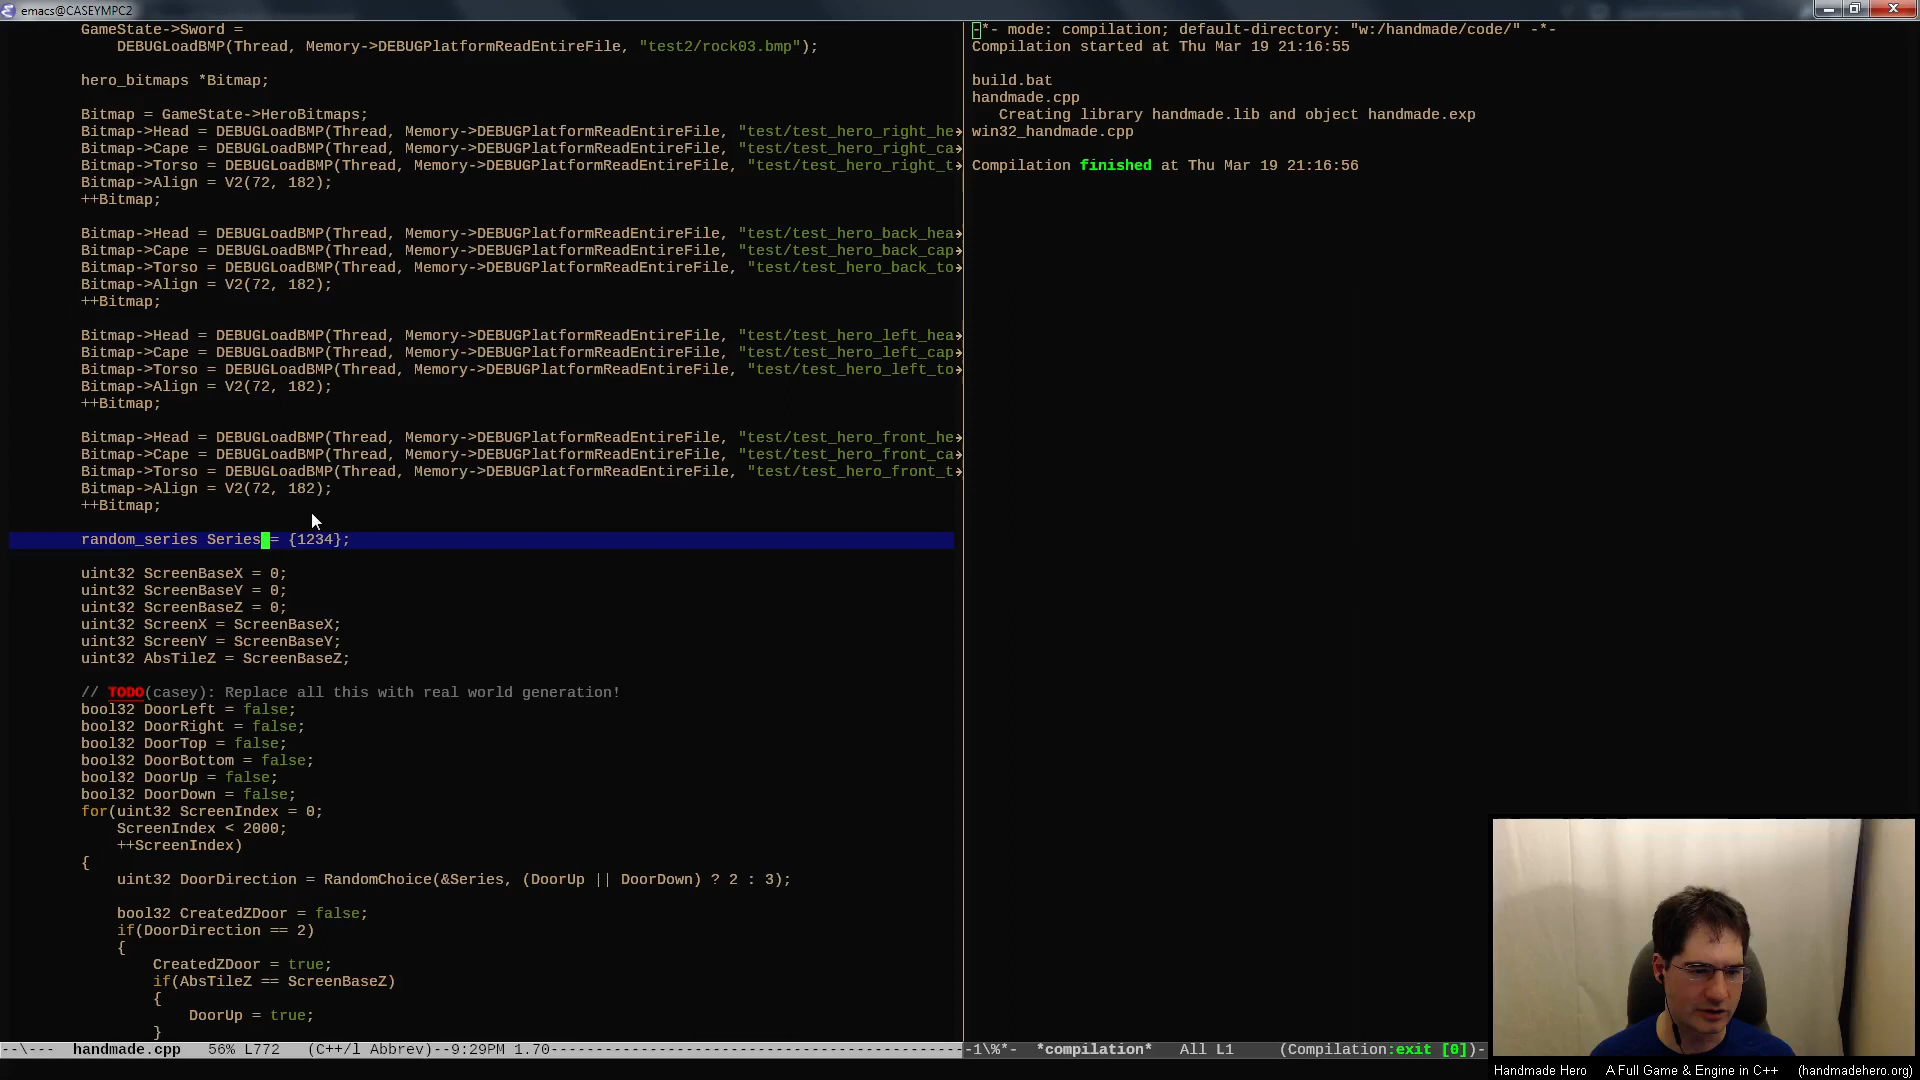 emacs@CASEYMPC2
GameState->Sword =
DEBUGLoadBMP(Thread, Memory->DEBUGPlatformReadEntireFile, "test2/rock03.bmp");
hero_bitmaps *Bitmap;
Bitmap = GameState->HeroBitmaps;
Bitmap->Head = DEBUGLoadBMP(Thread, Memory->DEBUGPlatformReadEntireFile, "test/test_hero_right_he
Bitmap->Cape = DEBUGLoadBMP(Thread, Memory->DEBUGPlatformReadEntireFile, "test/test_hero_right_ca
Bitmap->Torso = DEBUGLoadBMP(Thread, Memory->DEBUGPlatformReadEntireFile, "test/test_hero_right_t
Bitmap->Align = V2(72, 182);
++Bitmap;
Bitmap->Head = DEBUGLoadBMP(Thread, Memory->DEBUGPlatformReadEntireFile, "test/test_hero_back_hea
Bitmap->Cape = DEBUGLoadBMP(Thread, Memory->DEBUGPlatformReadEntireFile, "test/test_hero_back_cap
Bitmap->Torso = DEBUGLoadBMP(Thread, Memory->DEBUGPlatformReadEntireFile, "test/test_hero_back_to
Bitmap->Align = V2(72, 182);
++Bitmap;
Bitmap->Head = DEBUGLoadBMP(Thread, Memory->DEBUGPlatformReadEntireFile, "test/test_hero_left_hea
Bitmap->Cape = DEBUGLoadBMP(Thread, Memory->DEBUGPlatformReadEntireFile, "test/test_hero_left_cap
Bitmap->Torso = DEBUGLoadBMP(Thread, Memory->DEBUGPlatformReadEntireFile, "test/test_hero_left_to
Bitmap->Align = V2(72, 182);
++Bitmap;
Bitmap->Head = DEBUGLoadBMP(Thread, Memory->DEBUGPlatformReadEntireFile, "test/test_hero_front_he
Bitmap->Cape = DEBUGLoadBMP(Thread, Memory->DEBUGPlatformReadEntireFile, "test/test_hero_front_ca
Bitmap->Torso = DEBUGLoadBMP(Thread, Memory->DEBUGPlatformReadEntireFile, "test/test_hero_front_t
Bitmap->Align = V2(72, 182);
++Bitmap;
random_series Series = {1234};
uint32 ScreenBaseX = 0;
uint32 ScreenBaseY = 0;
uint32 ScreenBaseZ = 0;
uint32 ScreenX = ScreenBaseX;
uint32 ScreenY = ScreenBaseY;
uint32 AbsTileZ = ScreenBaseZ;
// TODO(casey): Replace all this with real world generation!
bool32 DoorLeft = false;
bool32 DoorRight = false;
bool32 DoorTop = false;
bool32 DoorBottom = false;
bool32 DoorUp = false;
bool32 DoorDown = false;
for(uint32 ScreenIndex = 0;
ScreenIndex < 2000;
++ScreenIndex)
{
uint32 DoorDirection = RandomChoice(&Series, (DoorUp || DoorDown) ? 2 : 3);
bool32 CreatedZDoor = false;
if(DoorDirection == 2)
{
CreatedZDoor = true;
if(AbsTileZ == ScreenBaseZ)
{
DoorUp = true;
}
--\--- handmade.cpp 56% L772 (C++/l Abbrev)--9:29PM 1.70
-*- mode: compilation; default-directory: "w:/handmade/code/" -*-
Compilation started at Thu Mar 19 21:16:55
build.bat
handmade.cpp
Creating library handmade.lib and object handmade.exp
win32_handmade.cpp
Compilation finished at Thu Mar 19 21:16:56
-1\%*- *compilation* All L1 (Compilation:exit [0])-
Handmade Hero A Full Game & Engine in C++ (handmadehero.org)